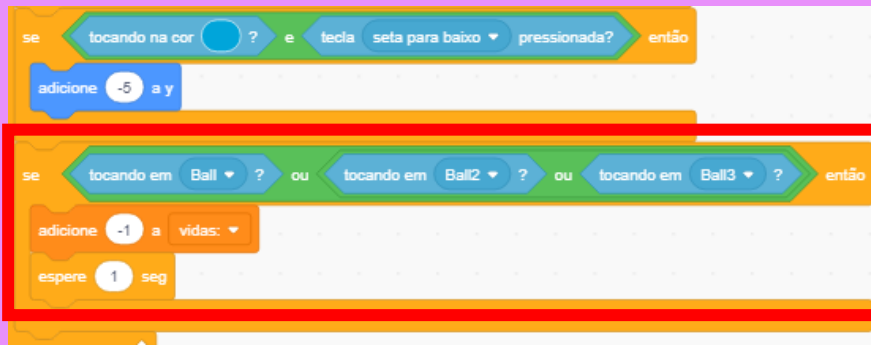 se tocando na cor ? e tecla seta para baixo pressionada? então
adicione -5 a y
se tocando em Ball ? ou tocando em Ball2 ? ou tocando em Ball3 ? então
adicione -1 a vidas:
espere 1 seg